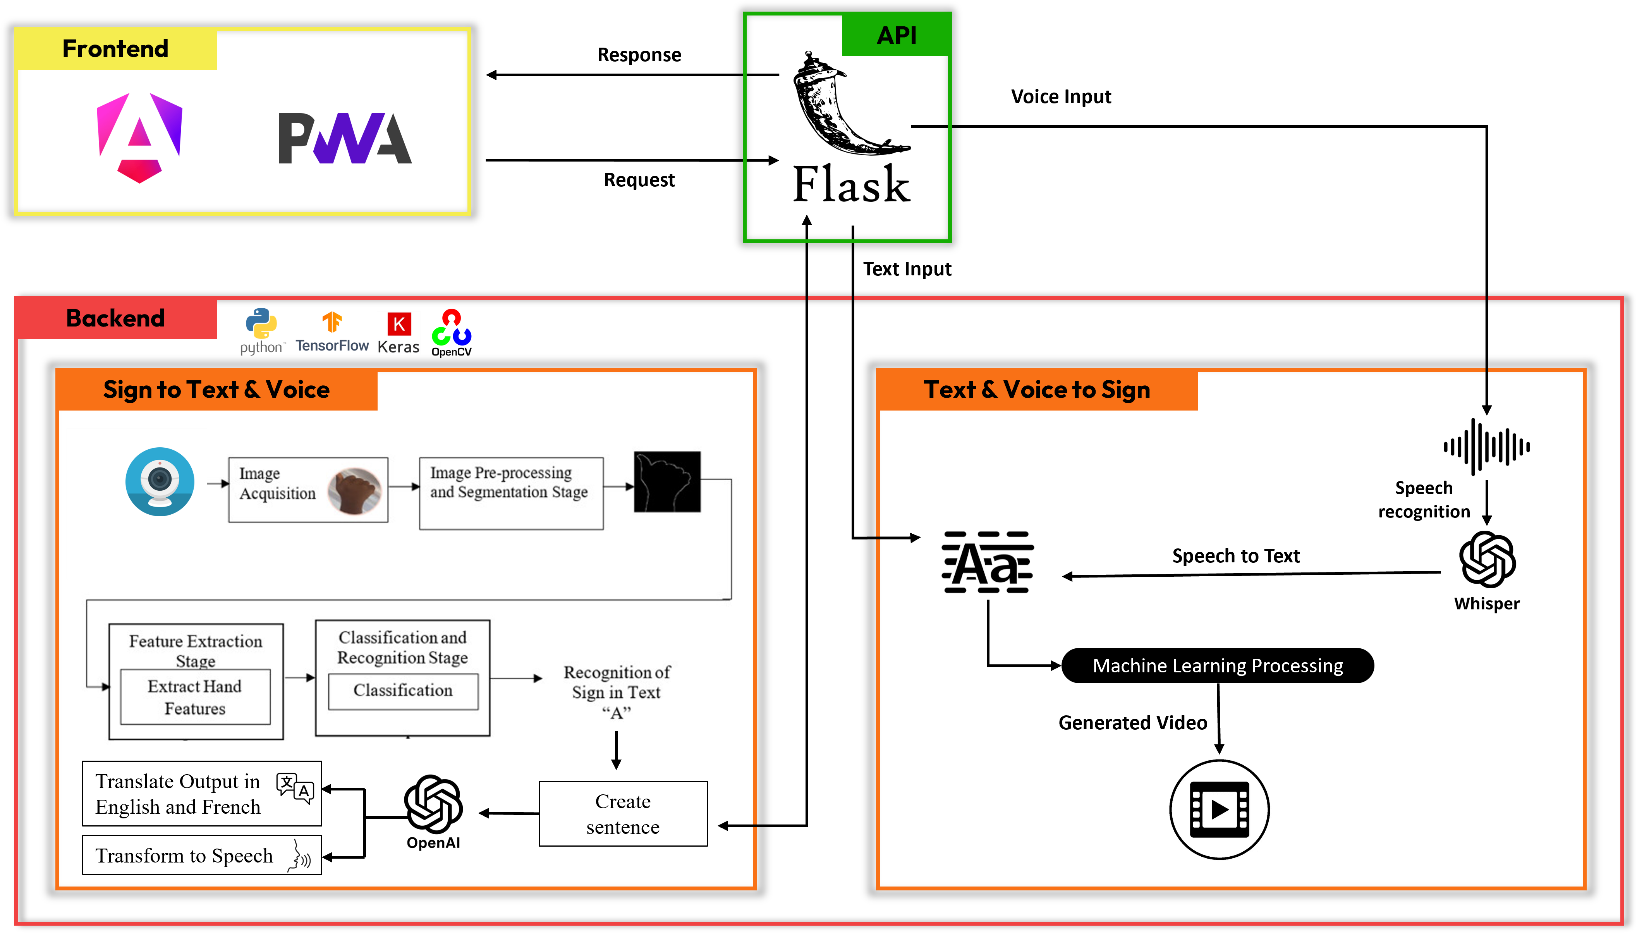 Frontend
PWA
Response
Request
API
Flask
Voice Input
Text Input
Backend
python
TensorFlow
K
Keras
OpenCV
Sign to Text & Voice
Image
Acquisition
Image Pre-processing
and Segmentation Stage
Feature Extraction
Stage
Extract Hand
Features
Classification and
Recognition Stage
Classification
Recognition of
Sign in Text
“A”
Create
sentence
OpenAI
Translate Output in
English and French
文
A
Transform to Speech
Text & Voice to Sign
Speech
recognition
Whisper
Speech to Text
Aa
Machine Learning Processing
Generated Video